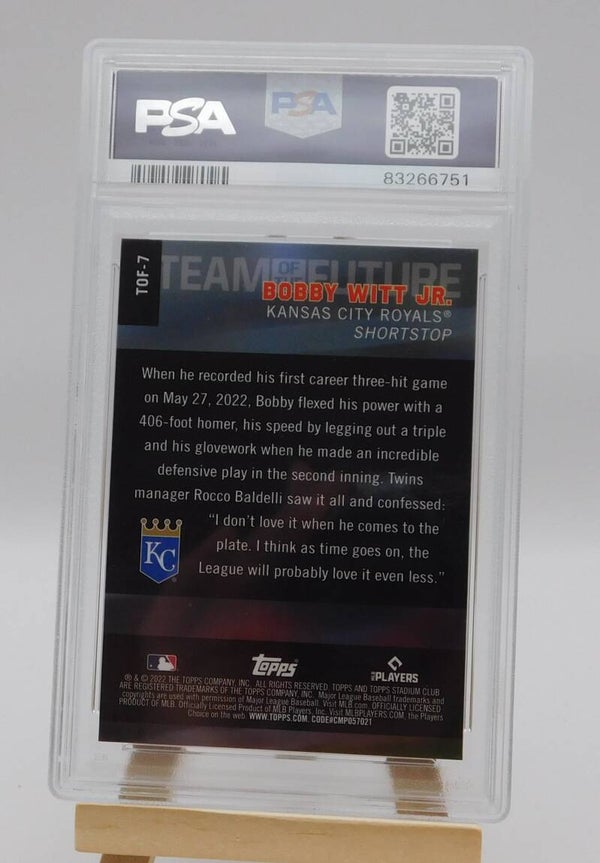 PSA
PSA
83266751
TOF-7
TEAM OF THE FUTURE
BOBBY WITT JR.
KANSAS CITY ROYALS®
SHORTSTOP
When he recorded his first career three-hit game
on May 27, 2022, Bobby flexed his power with a
406-foot homer, his speed by legging out a triple
and his glovework when he made an incredible
defensive play in the second inning. Twins
manager Rocco Baldelli saw it all and confessed:
"I don't love it when he comes to the
plate. I think as time goes on, the
League will probably love it even less."
KC
Topps
PLAYERS
® & © 2022 THE TOPPS COMPANY, INC. ALL RIGHTS RESERVED. TOPPS AND TOPPS STADIUM CLUB
ARE REGISTERED TRADEMARKS OF THE TOPPS COMPANY, INC. Major League Baseball trademarks and
copyrights are used with permission of Major League Baseball. Visit MLB.com. OFFICIALLY LICENSED
PRODUCT OF MLB Players, Inc. Visit MLBPLAYERS.COM, the Players
Choice on the web. WWW.TOPPS.COM. CODE#CMP057021